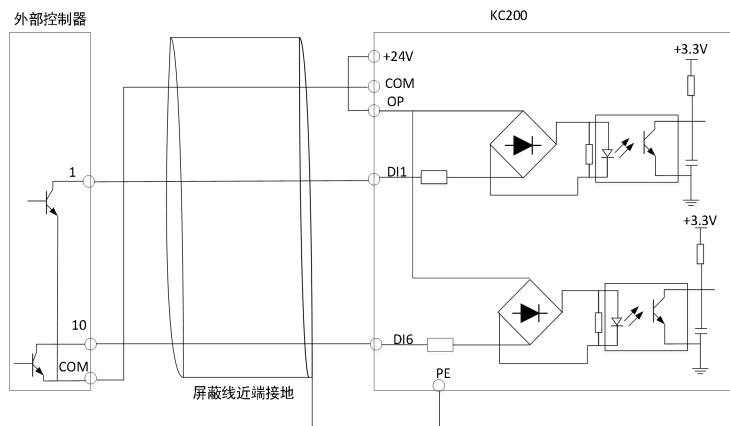 外部控制器
KC200
+24V
+3.3V
COM
OP
1
DI1
+3.3V
10
DI6
COM
PE
屏蔽线近端接地